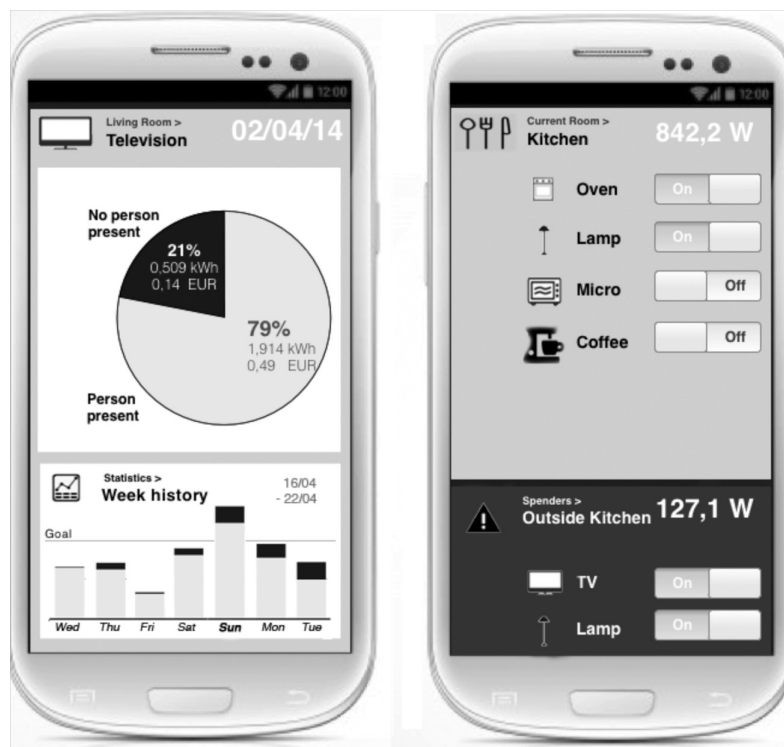 12:00
Living Room >
Television
02/04/14
No person
present
21%
0,509 kWh
0,14 EUR
79%
1,914 kWh
0,49 EUR
Person
present
Statistics >
Week history
16/04
- 22/04
Goal
Wed Thu Fri Sat Sun Mon Tue
12:00
Current Room >
Kitchen
842,2 W
Oven On
Lamp On
Micro Off
Coffee Off
Spenders >
Outside Kitchen
127,1 W
TV On
Lamp On